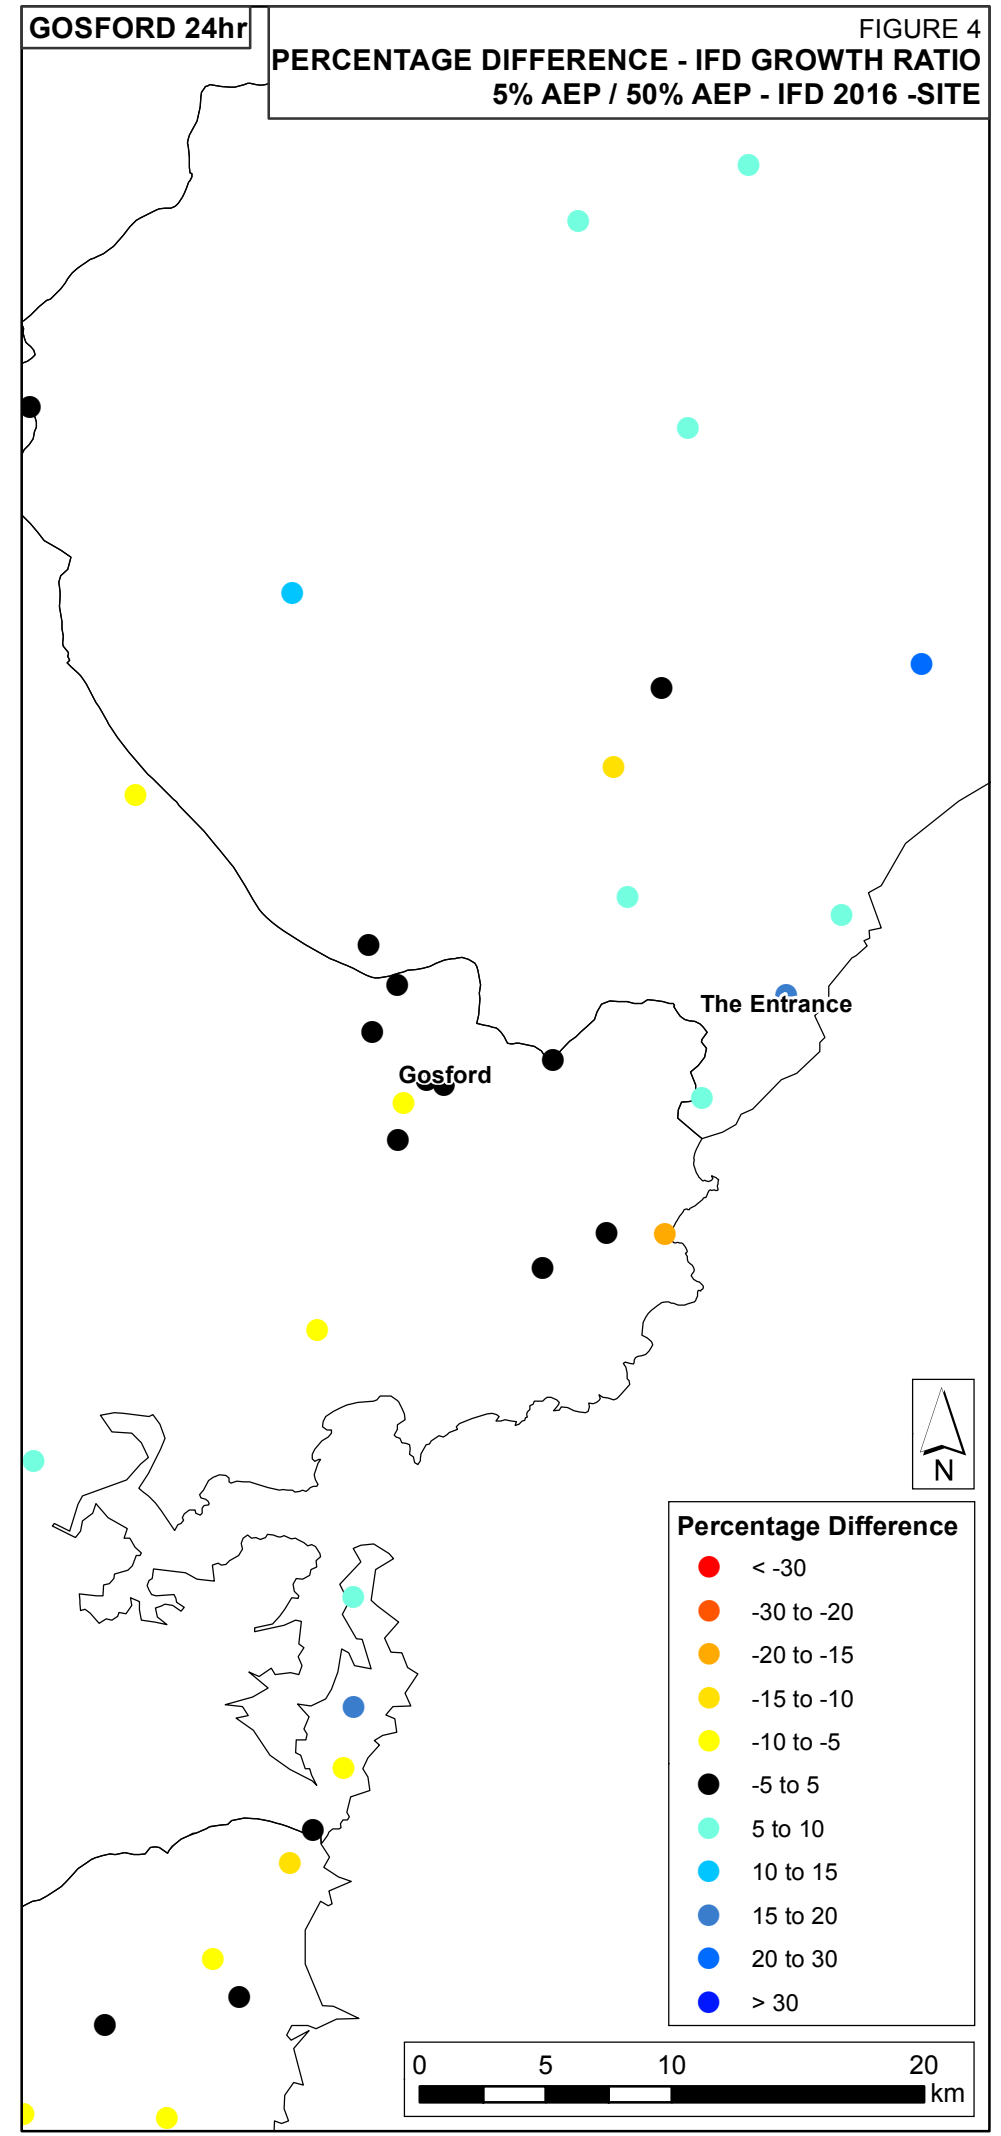 GOSFORD 24hr
FIGURE 4
PERCENTAGE DIFFERENCE - IFD GROWTH RATIO
5% AEP / 50% AEP - IFD 2016 -SITE
The Entrance
Gosford
N
Percentage Difference
< -30
-30 to -20
-20 to -15
-15 to -10
-10 to -5
-5 to 5
5 to 10
10 to 15
15 to 20
20 to 30
> 30
0 5 10 20
km